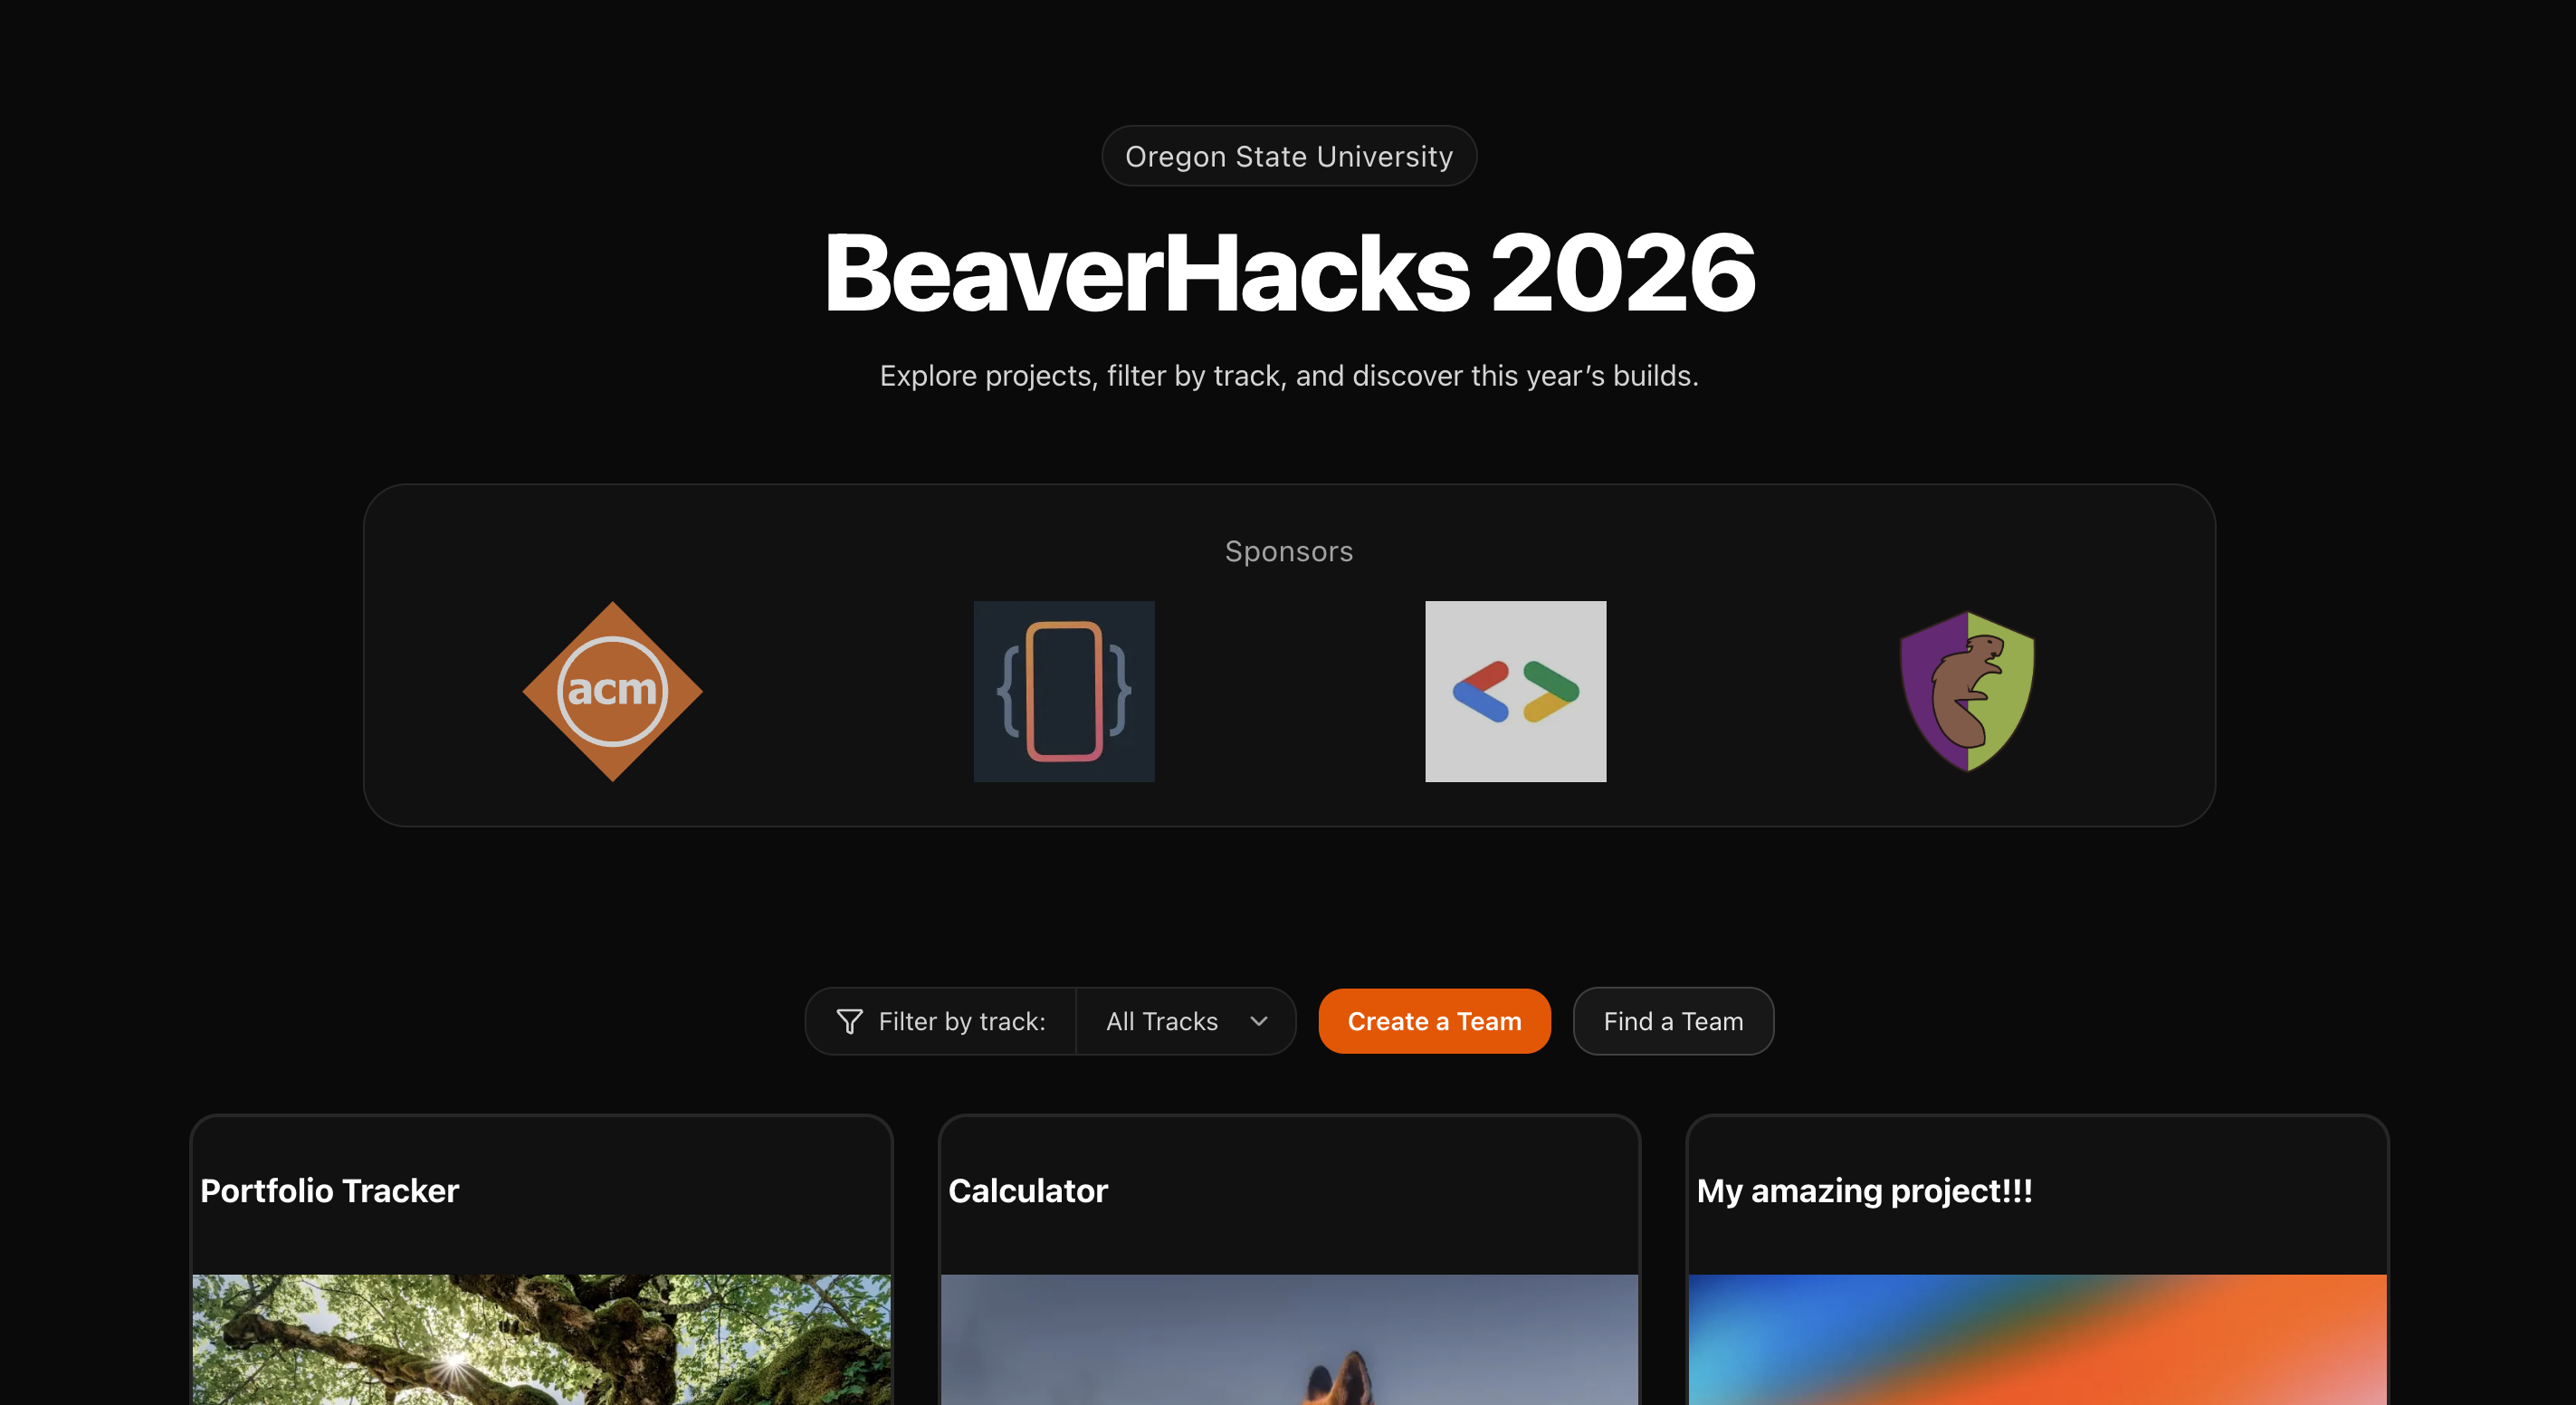 Oregon State University
BeaverHacks 2026
Explore projects, filter by track, and discover this year’s builds.
Sponsors
acm
Filter by track:
All Tracks
Create a Team
Find a Team
Portfolio Tracker
Calculator
My amazing project!!!